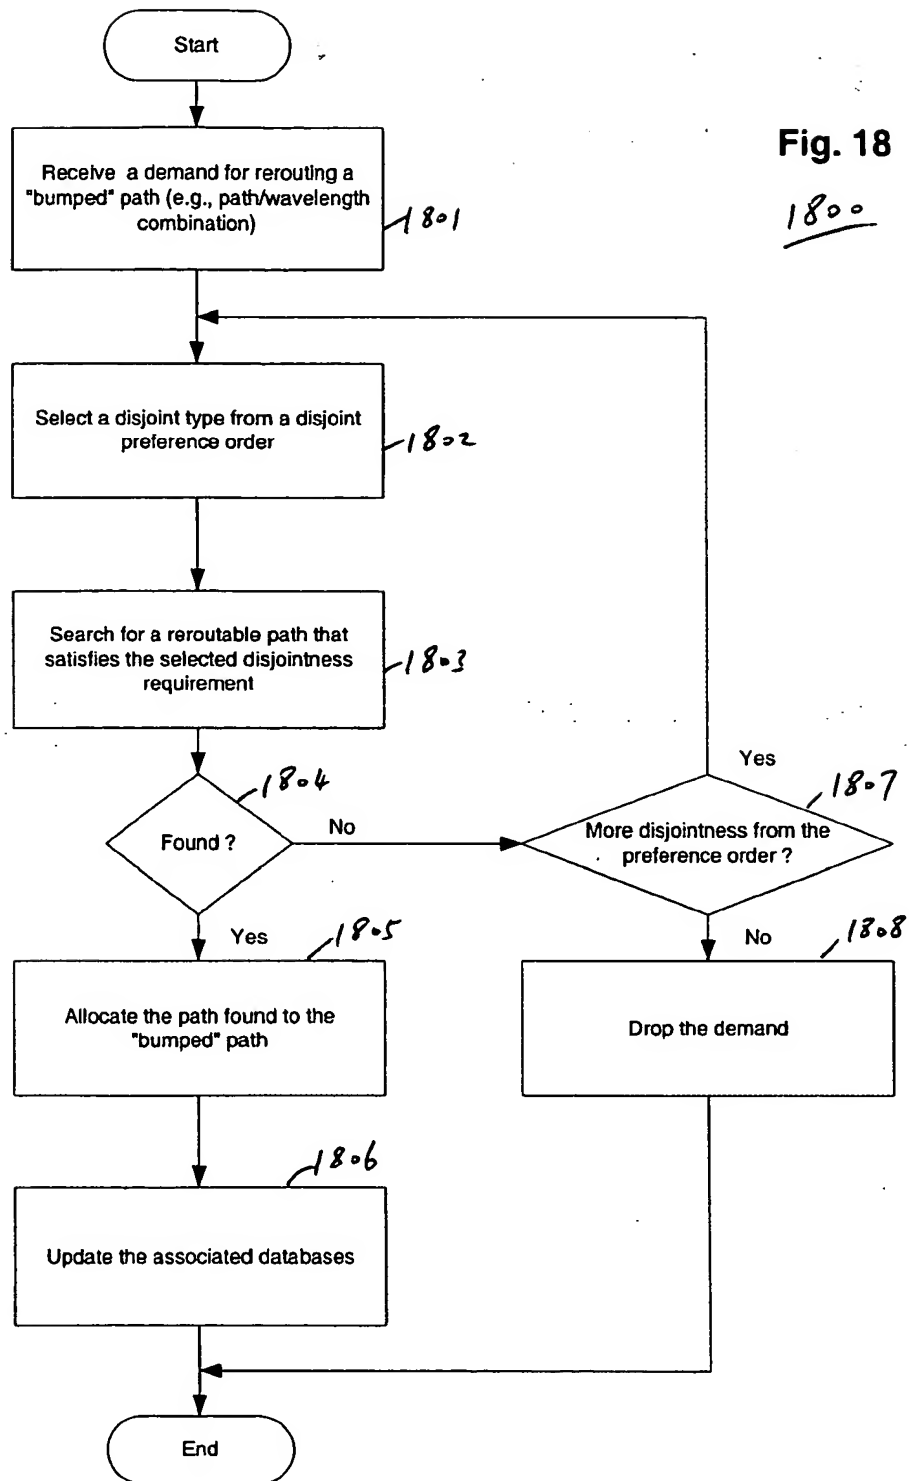 Start
Fig. 18
1800
Receive a demand for rerouting a
"bumped" path (e.g., path/wavelength
combination)
1801
Select a disjoint type from a disjoint
preference order
1802
Search for a reroutable path that
satisfies the selected disjointness
requirement
1803
Found ?
1804
No
More disjointness from the
preference order ?
1807
Yes
Yes
1805
No
1808
Allocate the path found to the
"bumped" path
Drop the demand
1806
Update the associated databases
End